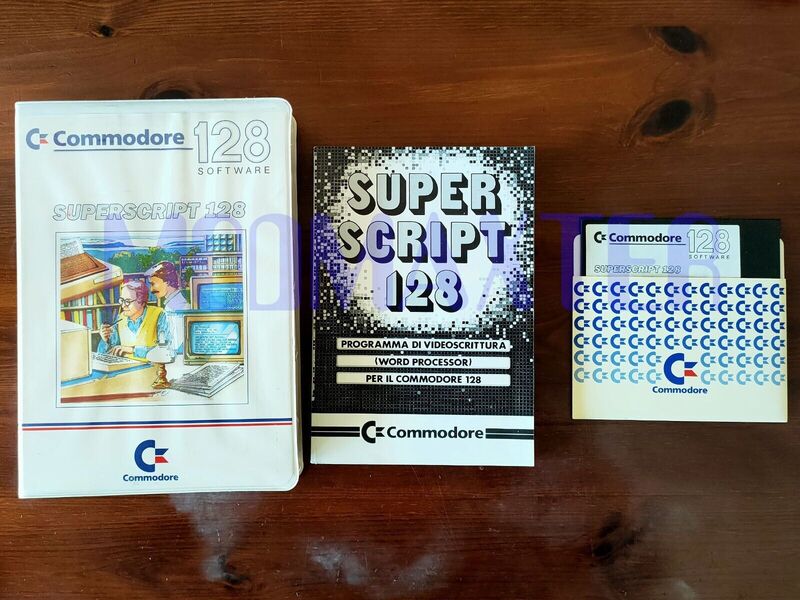 Commodore 128
SOFTWARE
SUPERSCRIPT 128
Commodore
SUPER
SCRIPT
128
PROGRAMMA DI VIDEOSCRITTURA
(WORD PROCESSOR)
PER IL COMMODORE 128
Commodore
Commodore 128
SOFTWARE
SUPERSCRIPT 128
Commodore